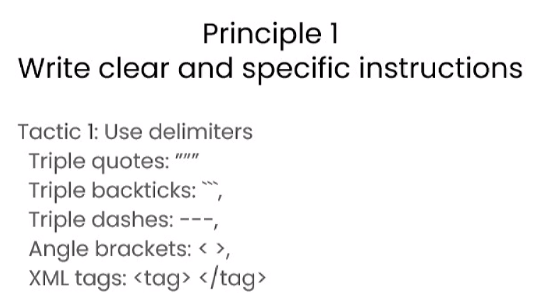 Principle 1
Write clear and specific instructions
Tactic 1: Use delimiters
Triple quotes: """
Triple backticks: ```,
Triple dashes: ---,
Angle brackets: < >,
XML tags: <tag> </tag>